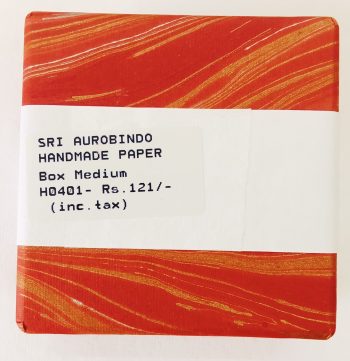 SRI AUROBINDO
HANDMADE PAPER
Box Medium
H0401- Rs.121/-
(inc.tax)